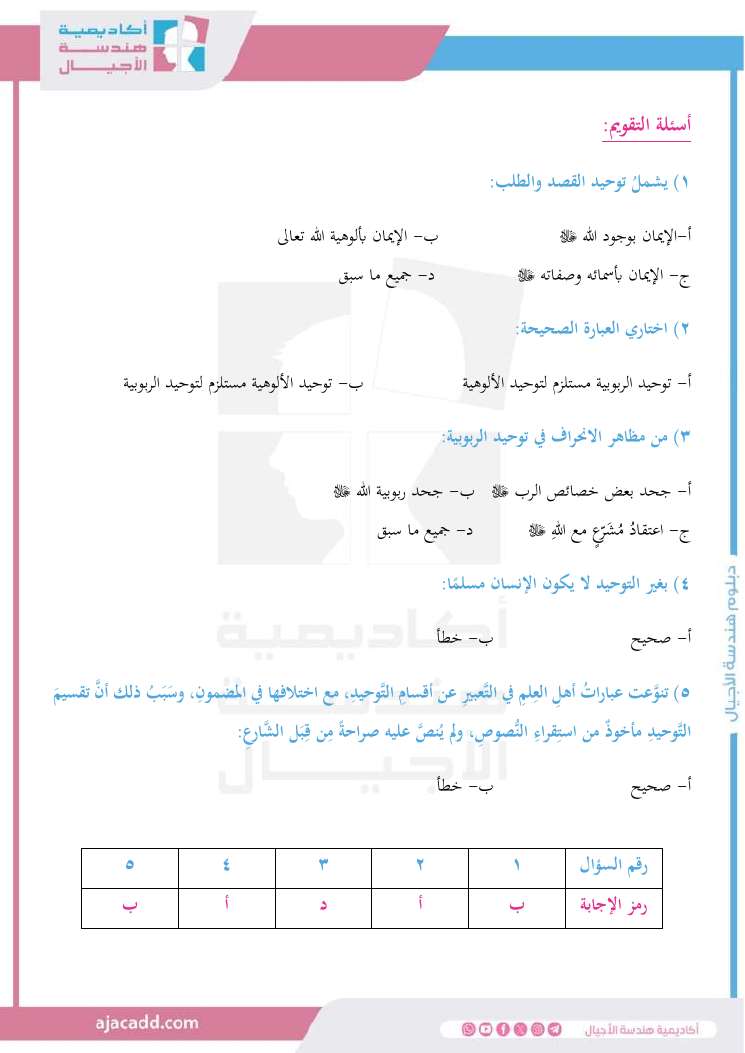 أكاديمية
هندسة
الأجيال
أسئلة التقويم:
١) يشملُ توحيد القصد والطلب:
أ-الإيمان بوجود الله ﷻ ب- الإيمان بألوهية الله تعالى
ج- الإيمان بأسمائه وصفاته ﷻ د- جميع ما سبق
٢) اختاري العبارة الصحيحة:
أ- توحيد الربوبية مستلزم لتوحيد الألوهية ب- توحيد الألوهية مستلزم لتوحيد الربوبية
٣) من مظاهر الانحراف في توحيد الربوبية:
أ- جحد بعض خصائص الرب ﷻ ب- جحد ربوبية الله ﷻ
ج- اعتقادُ مُشَرّعٍ مع اللهِ ﷻ د- جميع ما سبق
٤) بغير التوحيد لا يكون الإنسان مسلمًا:
أ- صحيح ب- خطأ
٥) تنوَّعت عباراتُ أهلِ العِلمِ في التَّعبيرِ عن أقسامِ التَّوحيدِ، مع اختلافها في المضمونِ، وسَبَبُ ذلك أنَّ تقسيمَ
التَّوحيدِ مأخوذٌ من استِقراءِ النُّصوصِ، ولم يُنصَّ عليه صراحةً مِن قِبَل الشَّارعِ:
أ- صحيح ب- خطأ
رقم السؤال ١ ٢ ٣ ٤ ٥
رمز الإجابة ب أ د أ ب
دبلوم هندسة الأجيال
أكاديمية
هندسة
الأجيال
أكاديمية هندسة الأجيال
ajacadd.com